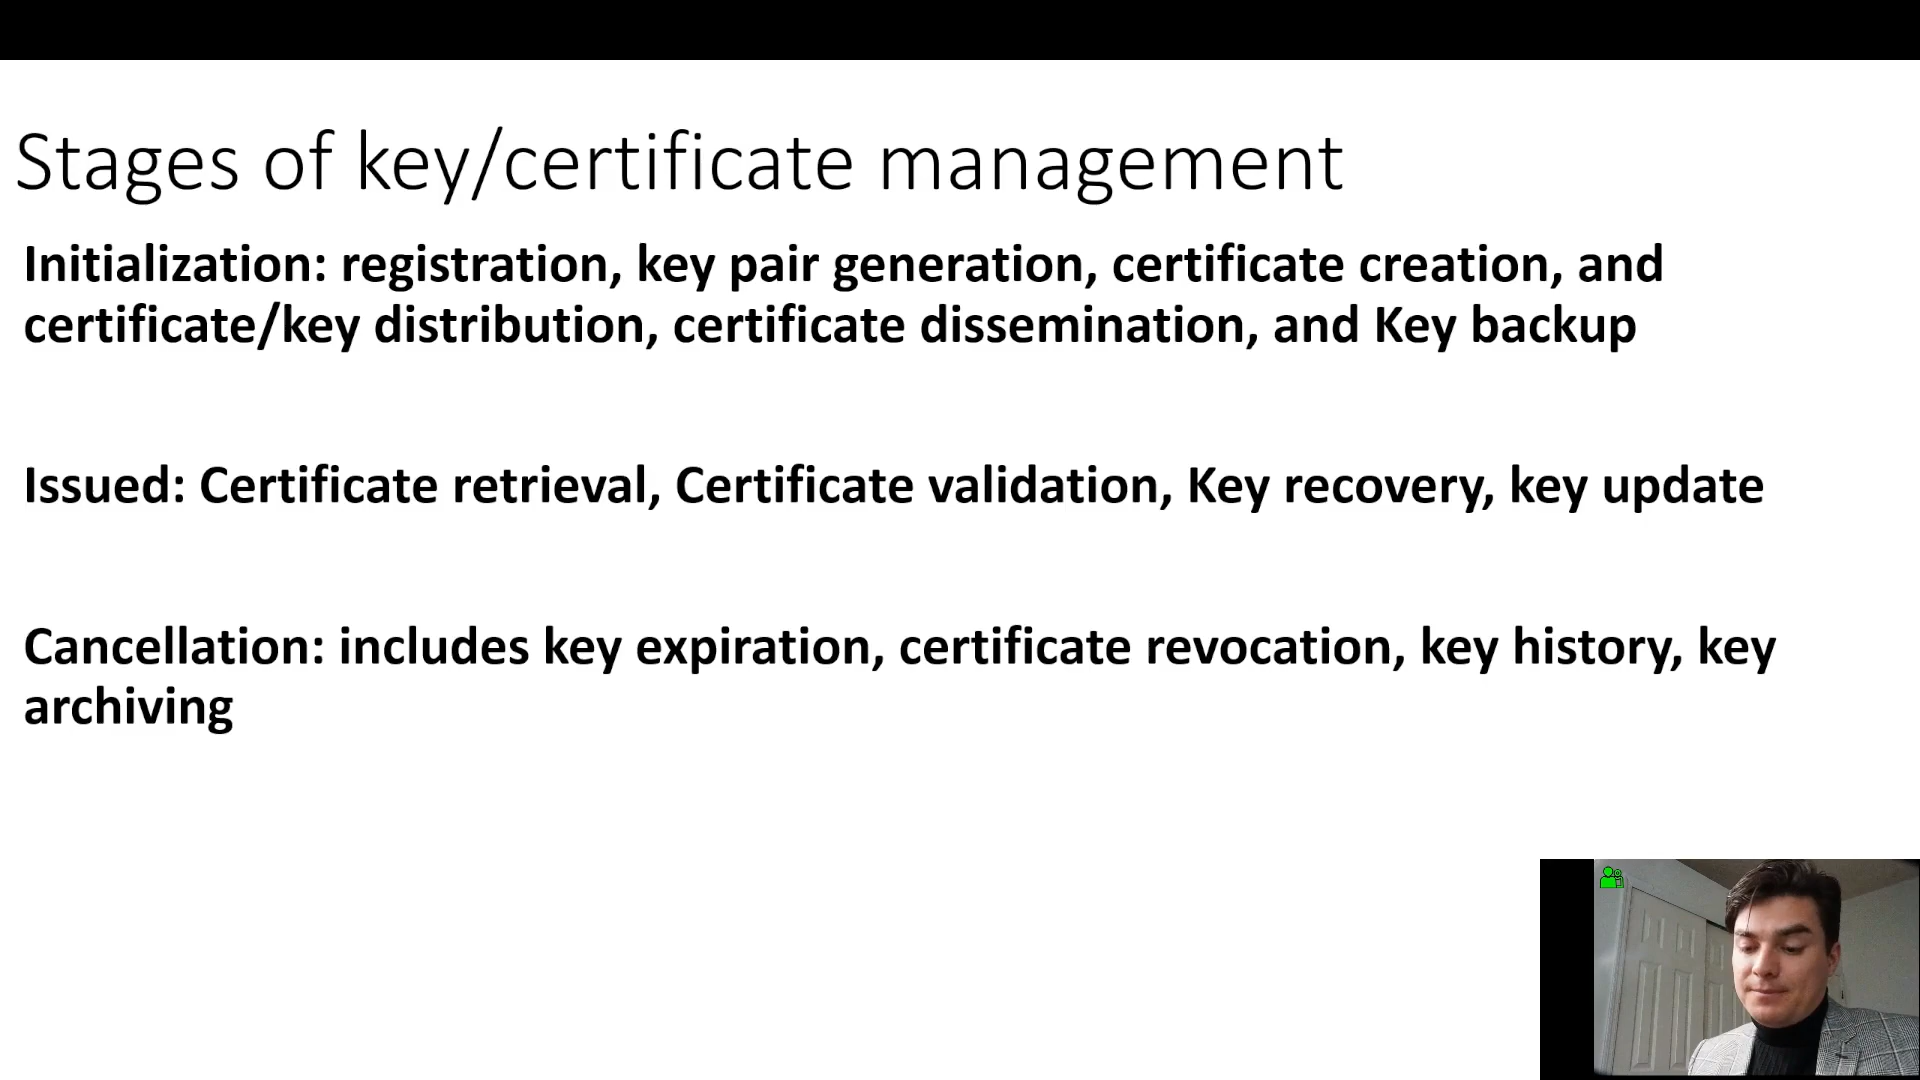 Stages of key/certificate management
Initialization: registration, key pair generation, certificate creation, and
certificate/key distribution, certificate dissemination, and Key backup
Issued: Certificate retrieval, Certificate validation, Key recovery, key update
Cancellation: includes key expiration, certificate revocation, key history, key
archiving